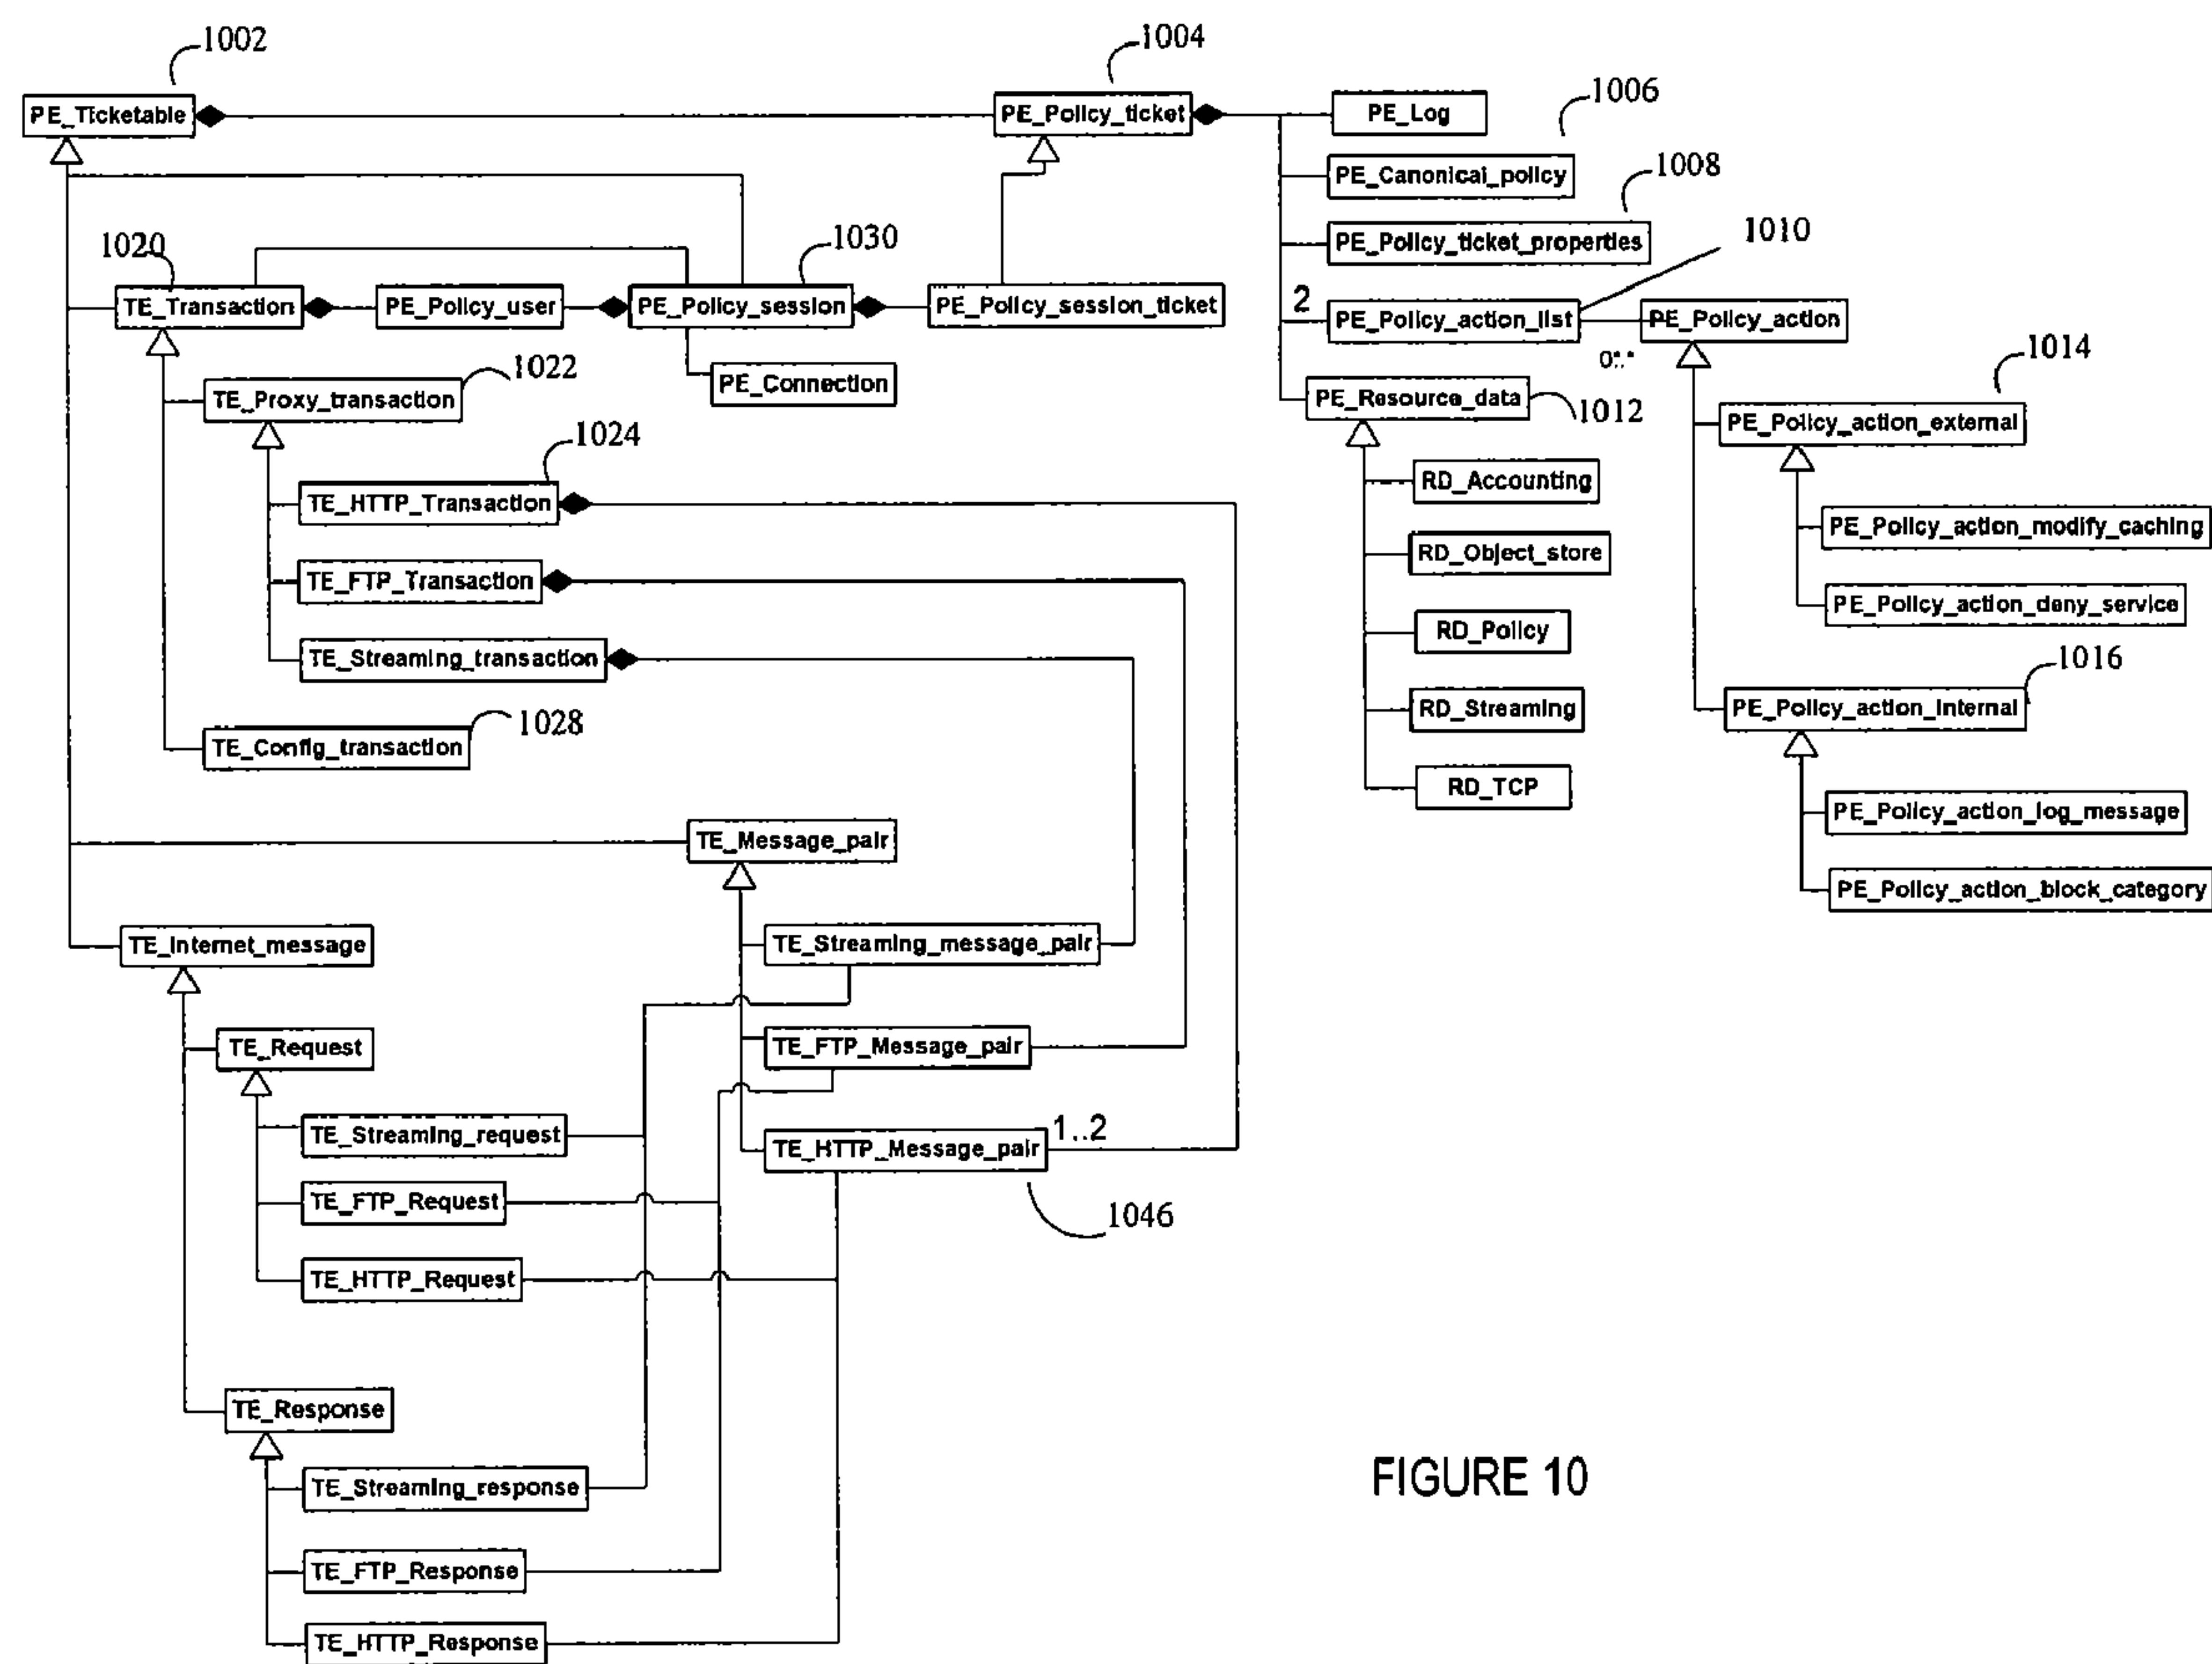 1002
1004
PE_Ticketable
PE_Policy_ticket
PE_Log
1006
PE_Canonical_policy
1008
PE_Policy_ticket_properties
1010
1020
1030
TE_Transaction
PE_Policy_user
PE_Policy_session
PE_Policy_session_ticket
2
PE_Policy_action_list
PE_Policy_action
0..*
1014
PE_Connection
1022
TE_Proxy_transaction
PE_Resource_data
1012
PE_Policy_action_external
1024
TE_HTTP_Transaction
RD_Accounting
PE_Policy_action_modify_caching
TE_FTP_Transaction
RD_Object_store
PE_Policy_action_deny_service
TE_Streaming_transaction
RD_Policy
1016
1028
TE_Config_transaction
RD_Streaming
PE_Policy_action_internal
RD_TCP
PE_Policy_action_log_message
TE_Message_pair
PE_Policy_action_block_category
TE_Internet_message
TE_Streaming_message_pair
TE_Request
TE_FTP_Message_pair
TE_Streaming_request
TE_HTTP_Message_pair
1..2
TE_FTP_Request
1046
TE_HTTP_Request
TE_Response
TE_Streaming_response
FIGURE 10
TE_FTP_Response
TE_HTTP_Response